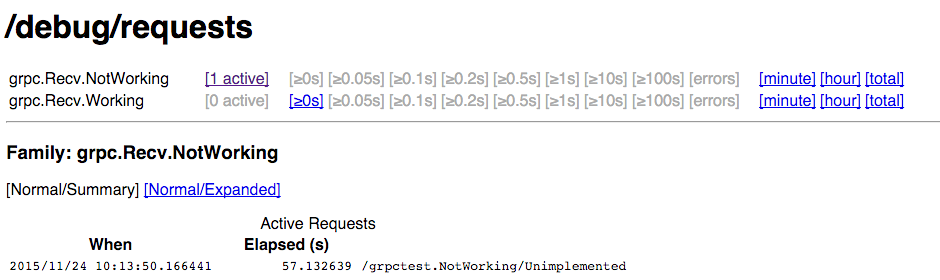 /debug/requests
grpc.Recv.NotWorking [1 active] [≥0s] [≥0.05s] [≥0.1s] [≥0.2s] [≥0.5s] [≥1s] [≥10s] [≥100s] [errors] [minute] [hour] [total]
grpc.Recv.Working [0 active] [≥0s] [≥0.05s] [≥0.1s] [≥0.2s] [≥0.5s] [≥1s] [≥10s] [≥100s] [errors] [minute] [hour] [total]
Family: grpc.Recv.NotWorking
[Normal/Summary] [Normal/Expanded]
Active Requests
When Elapsed (s)
2015/11/24 10:13:50.166441 57.132639 /grpctest.NotWorking/Unimplemented